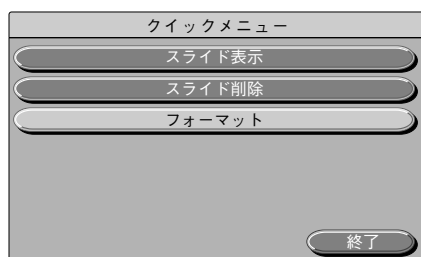 クイックメニュー
スライド表示
スライド削除
フォーマット
終了